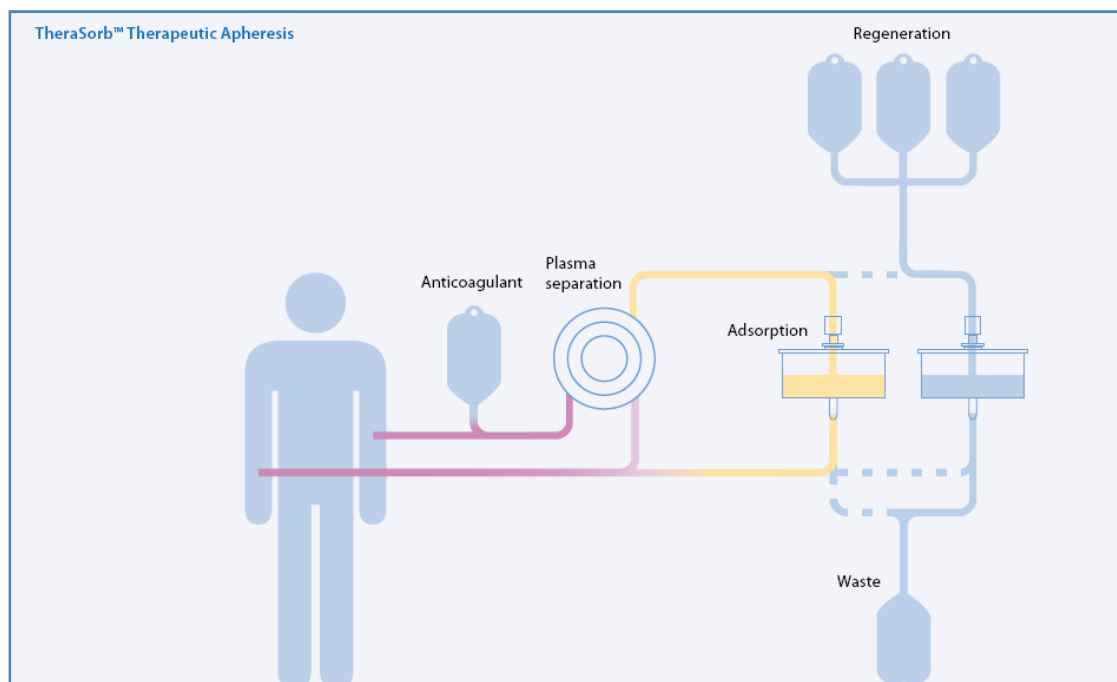 TheraSorb™ Therapeutic Apheresis
Regeneration
Anticoagulant
Plasma
separation
Adsorption
Waste